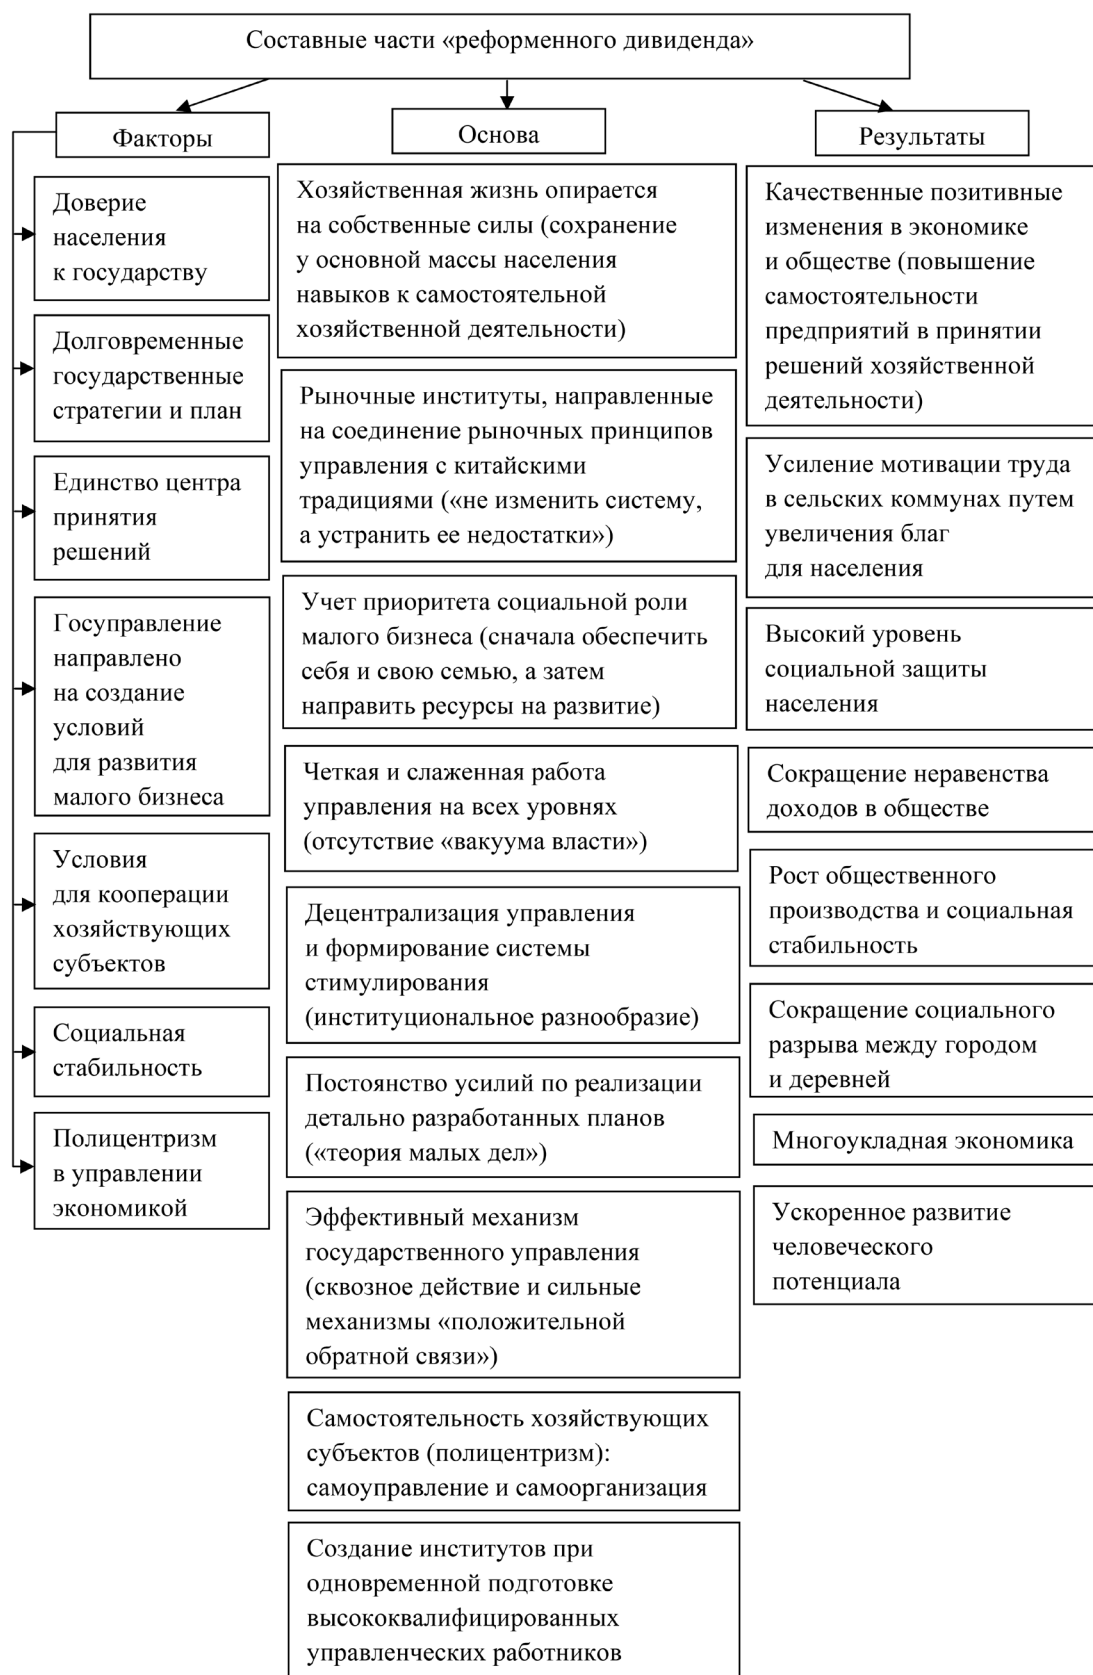 Составные части «реформенного дивиденда»
Факторы
Доверие
населения
к государству
Долговременные
государственные
стратегии и план
Единство центра
принятия
решений
Госуправление
направлено
на создание
условий
для развития
малого бизнеса
Условия
для кооперации
хозяйствующих
субъектов
Социальная
стабильность
Полицентризм
в управлении
экономикой
Основа
Хозяйственная жизнь опирается
на собственные силы (сохранение
у основной массы населения
навыков к самостоятельной
хозяйственной деятельности)
Рыночные институты, направленные
на соединение рыночных принципов
управления с китайскими
традициями («не изменить систему,
а устранить ее недостатки»)
Учет приоритета социальной роли
малого бизнеса (сначала обеспечить
себя и свою семью, а затем
направить ресурсы на развитие)
Четкая и слаженная работа
управления на всех уровнях
(отсутствие «вакуума власти»)
Децентрализация управления
и формирование системы
стимулирования
(институциональное разнообразие)
Постоянство усилий по реализации
детально разработанных планов
(«теория малых дел»)
Эффективный механизм
государственного управления
(сквозное действие и сильные
механизмы «положительной
обратной связи»)
Самостоятельность хозяйствующих
субъектов (полицентризм):
самоуправление и самоорганизация
Создание институтов при
одновременной подготовке
высококвалифицированных
управленческих работников
Результаты
Качественные позитивные
изменения в экономике
и обществе (повышение
самостоятельности
предприятий в принятии
решений хозяйственной
деятельности)
Усиление мотивации труда
в сельских коммунах путем
увеличения благ
для населения
Высокий уровень
социальной защиты
населения
Сокращение неравенства
доходов в обществе
Рост общественного
производства и социальная
стабильность
Сокращение социального
разрыва между городом
и деревней
Многоукладная экономика
Ускоренное развитие
человеческого
потенциала